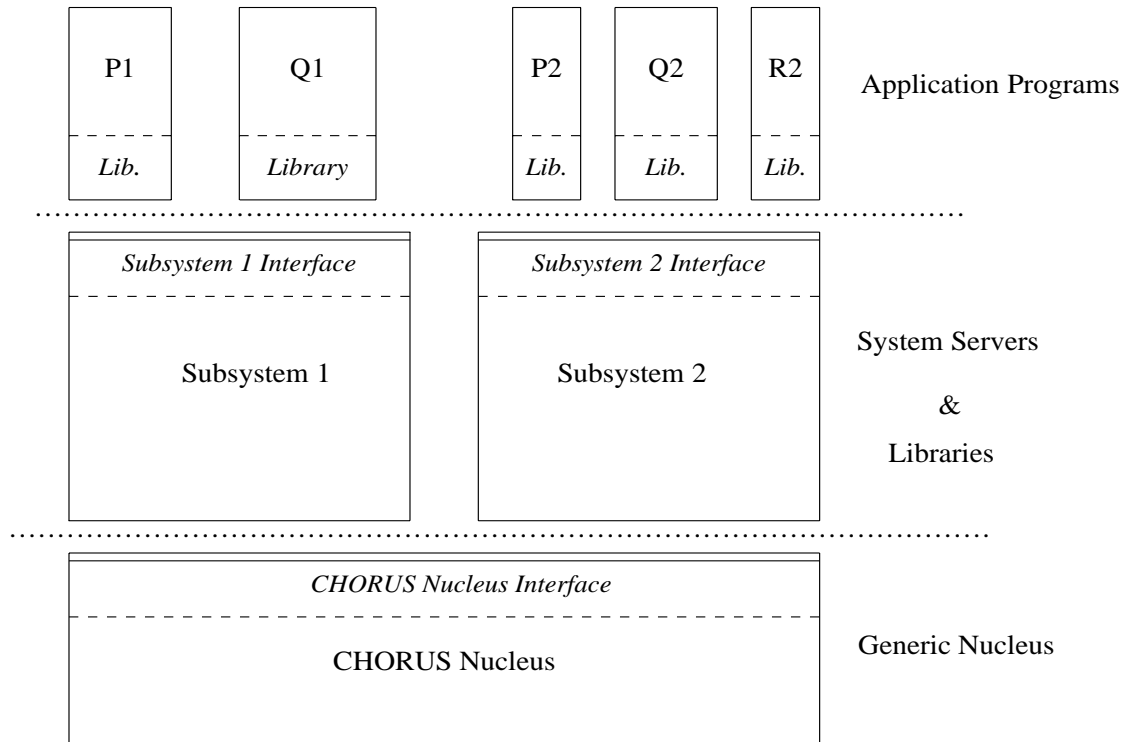 P1 Q1 P2 Q2 R2 Application Programs
Lib. Library Lib. Lib. Lib.
Subsystem 1 Interface Subsystem 2 Interface
System Servers
Subsystem 1 Subsystem 2
&
Libraries
CHORUS Nucleus Interface
Generic Nucleus
CHORUS Nucleus